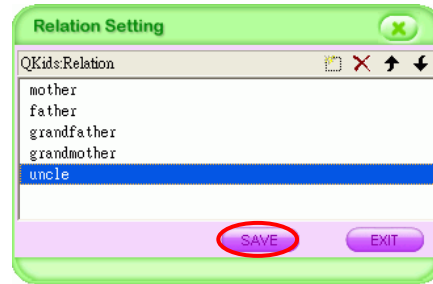 Relation Setting
QKids:Relation
mother
father
grandfather
grandmother
uncle
SAVE EXIT